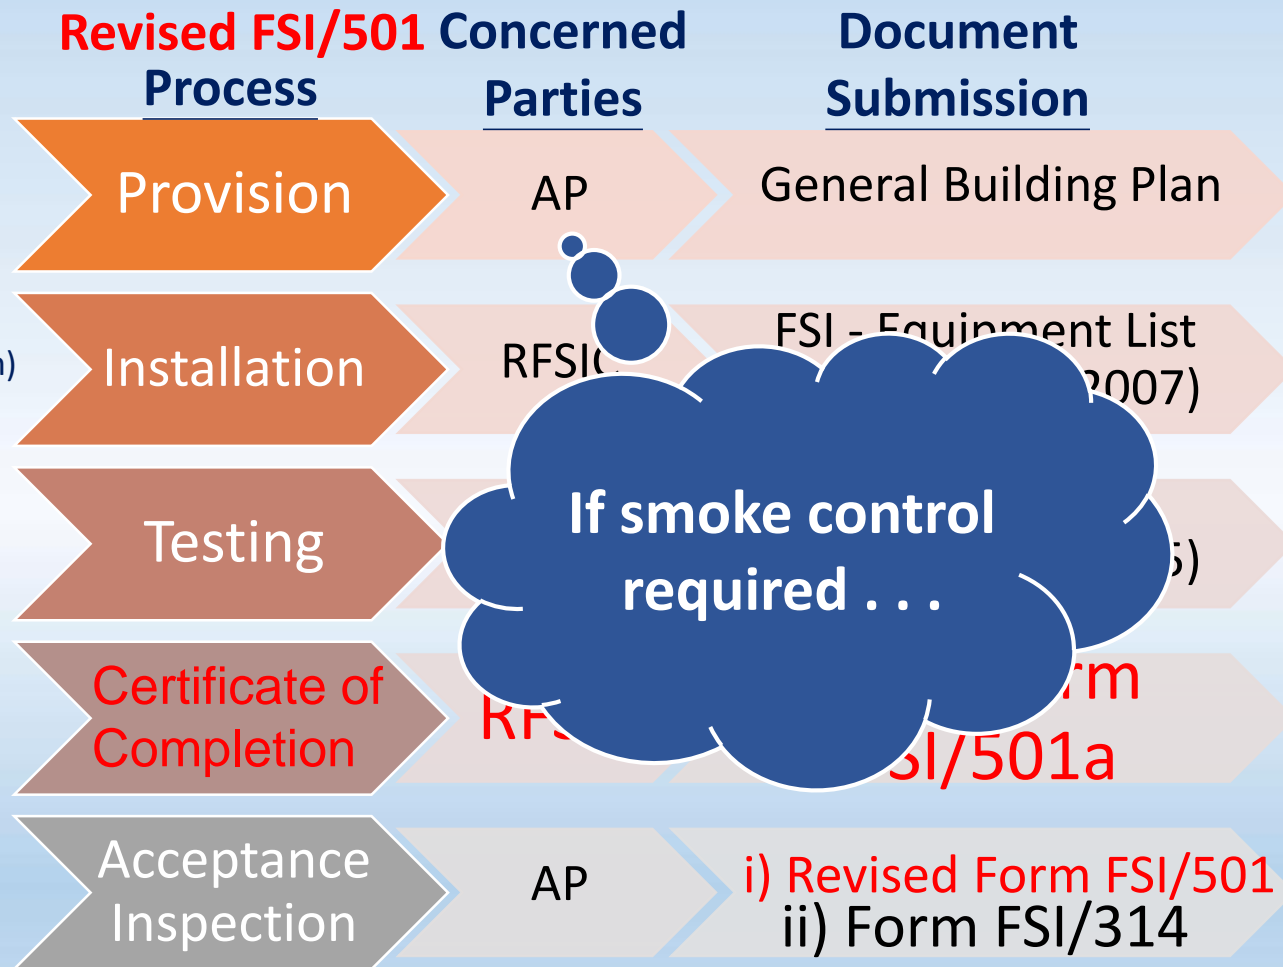 Revised FSI/501 Concerned Document
Process Parties Submission
Provision AP General Building Plan
Installation FSI - Equipment List
2007)
Testing
If smoke control
required . . .
Certificate of
Completion
SI/501a
Acceptance
Inspection
AP
i) Revised Form FSI/501
ii) Form FSI/314